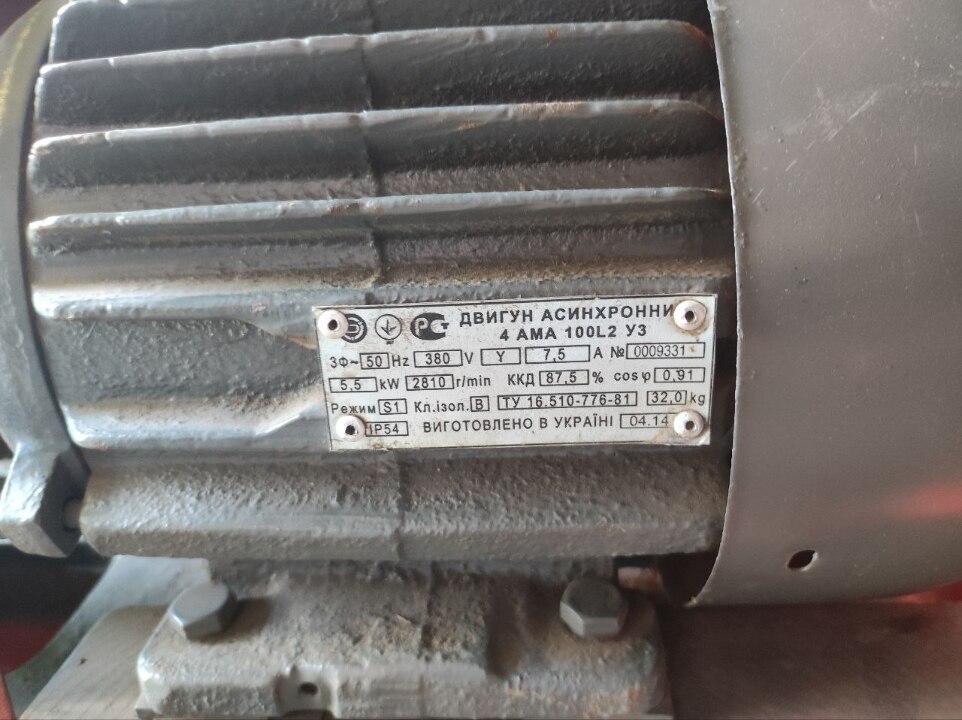 ДВИГУН АСИНХРОННИ
4 АМА 100L2 У3
3Ф~ 50 Hz 380 V Y 7,5 A № 0009331
5,5 kW 2810 r/min ККД 87,5 % cos φ 0,91
Режим S1 Кл.ізол. В ТУ 16.510-776-81 32,0 kg
IP54 ВИГОТОВЛЕНО В УКРАЇНІ 04.14